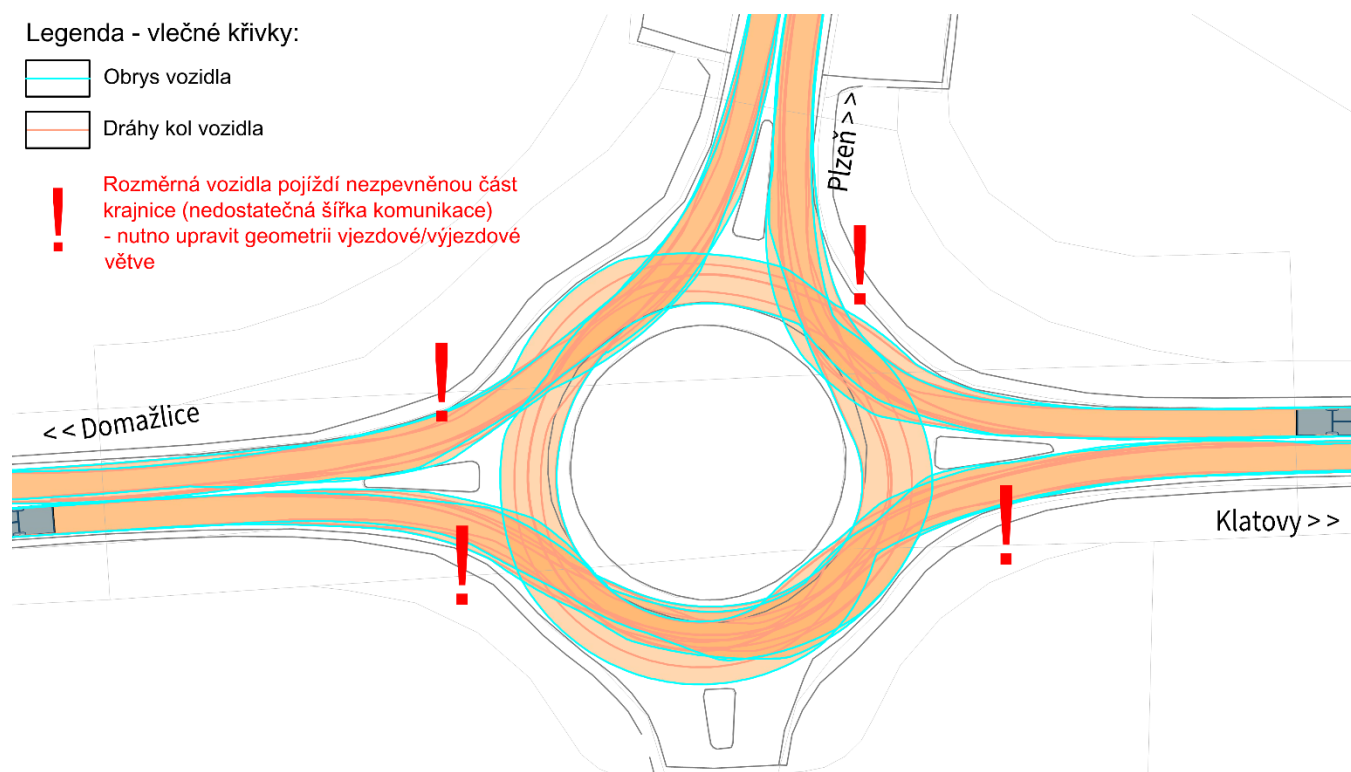 Legenda - vlečné křivky:
Obrys vozidla
Dráhy kol vozidla
! Rozměrná vozidla pojíždí nezpevněnou část
krajnice (nedostatečná šířka komunikace)
- nutno upravit geometrii vjezdové/výjezdové
větve
Plzeň >>
!
!
<< Domažlice
!
!
Klatovy >>